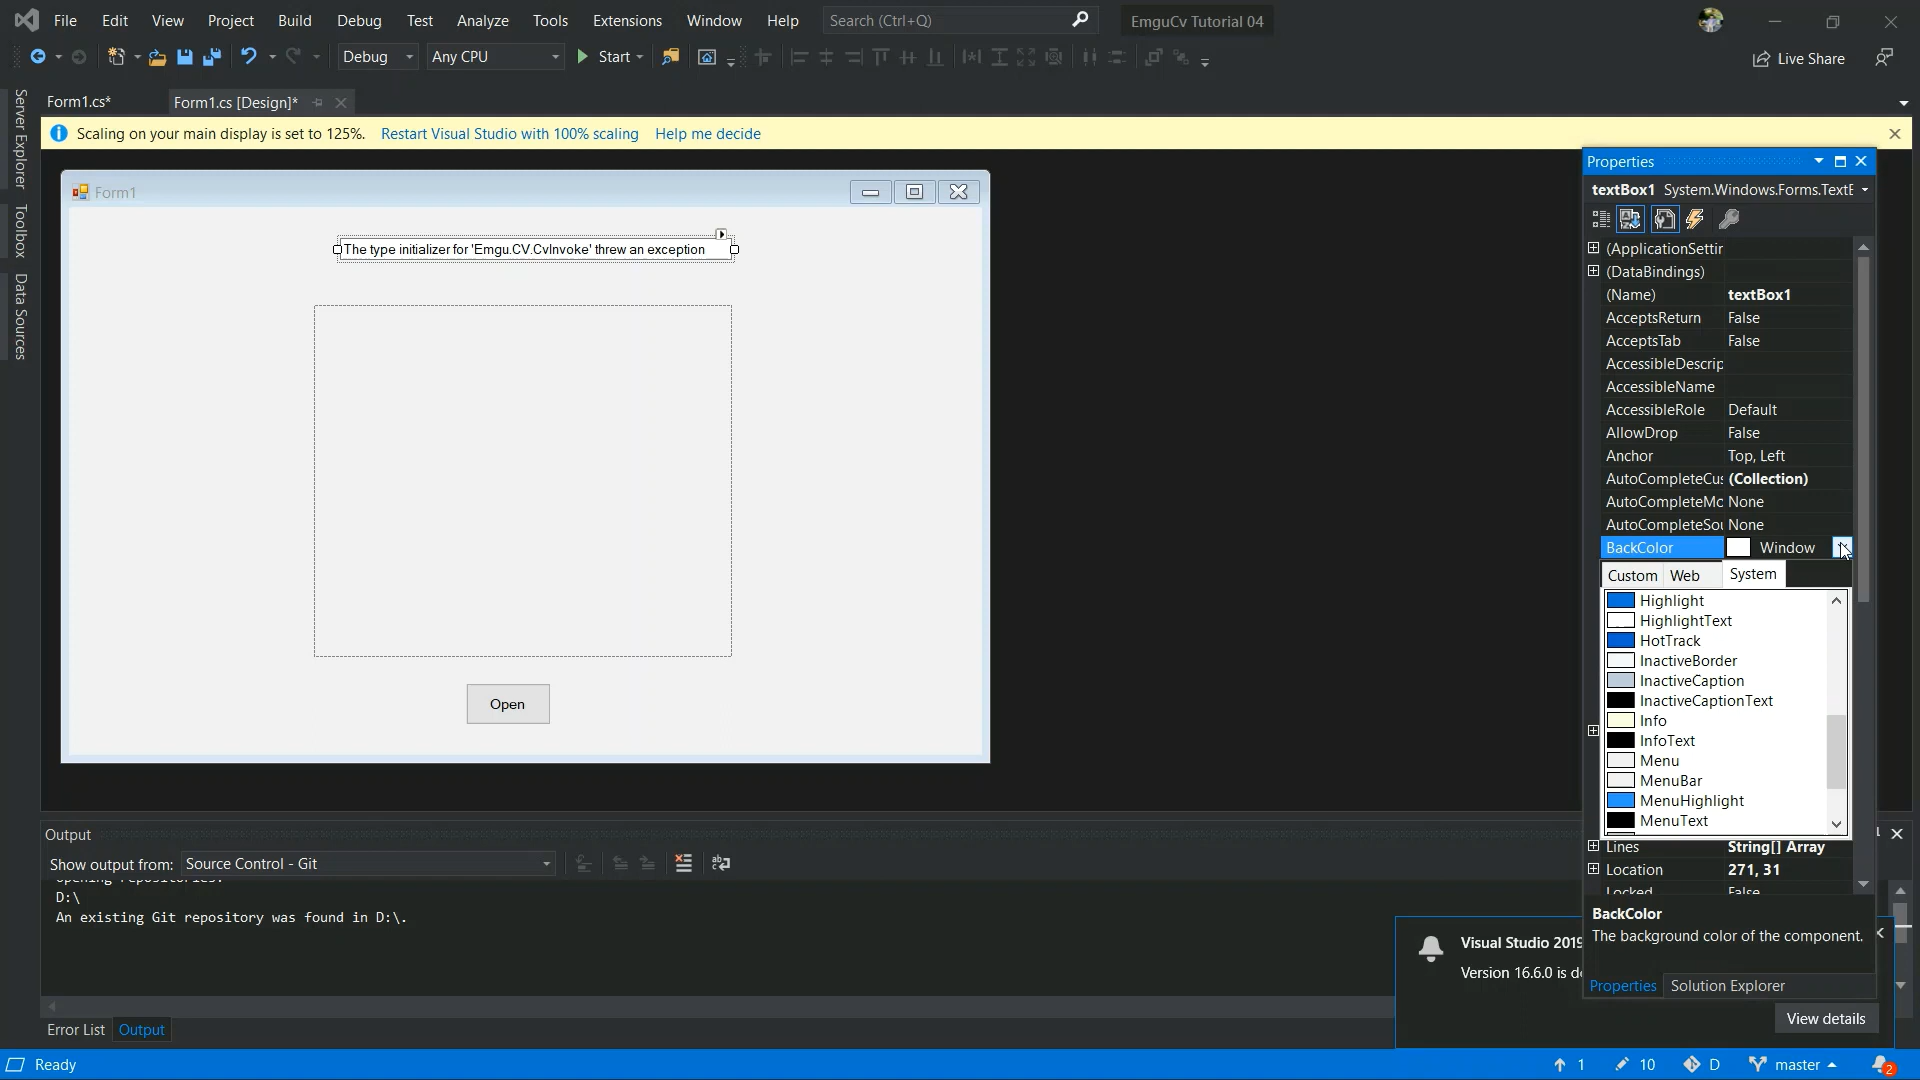 File Edit View Project Build Debug Test Analyze Tools Extensions Window Help Search (Ctrl+Q) EmguCv Tutorial 04
Debug Any CPU Start Live Share
Form1.cs* Form1.cs [Design]*
Scaling on your main display is set to 125%. Restart Visual Studio with 100% scaling Help me decide
Server Explorer
Toolbox
Data Sources
Form1
The type initializer for 'Emgu.CV.CvInvoke' threw an exception
Open
Properties
textBox1 System.Windows.Forms.TextE
(ApplicationSettir
(DataBindings)
(Name) textBox1
AcceptsReturn False
AcceptsTab False
AccessibleDescrip
AccessibleName
AccessibleRole Default
AllowDrop False
Anchor Top, Left
AutoCompleteCus (Collection)
AutoCompleteMo None
AutoCompleteSou None
BackColor Window
Custom Web System
Highlight
HighlightText
HotTrack
InactiveBorder
InactiveCaption
InactiveCaptionText
Info
InfoText
Menu
MenuBar
MenuHighlight
MenuText
Lines String[] Array
Location 271, 31
Locked False
BackColor
The background color of the component.
Properties Solution Explorer
Output
Show output from: Source Control - Git
Opening repositories:
D:\
An existing Git repository was found in D:\.
Visual Studio 2019
Version 16.6.0 is
View details
Error List Output
Ready 1 10 D master 2